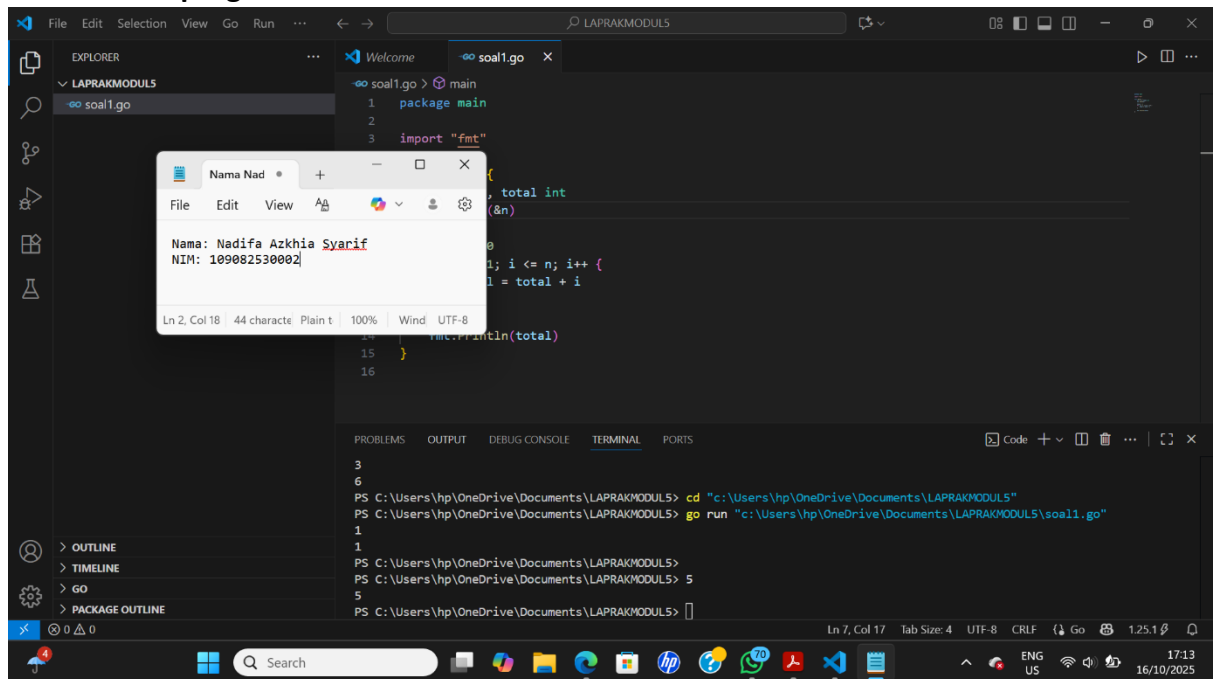 File Edit Selection View Go Run ··· LAPRAKMODUL5
EXPLORER ···
LAPRAKMODUL5
soal1.go
OUTLINE
TIMELINE
GO
PACKAGE OUTLINE
Welcome soal1.go
soal1.go > main
1 package main
2
3 import "fmt"
{
, total int
(&n)
0
1; i <= n; i++ {
l = total + i
14 fmt.Println(total)
15 }
16
Nama Nad
File Edit View
Nama: Nadifa Azkhia Syarif
NIM: 109082530002
Ln 2, Col 18 44 characte Plain t 100% Wind UTF-8
PROBLEMS OUTPUT DEBUG CONSOLE TERMINAL PORTS Code
3
6
PS C:\Users\hp\OneDrive\Documents\LAPRAKMODUL5> cd "c:\Users\hp\OneDrive\Documents\LAPRAKMODUL5"
PS C:\Users\hp\OneDrive\Documents\LAPRAKMODUL5> go run "c:\Users\hp\OneDrive\Documents\LAPRAKMODUL5\soal1.go"
1
1
PS C:\Users\hp\OneDrive\Documents\LAPRAKMODUL5>
PS C:\Users\hp\OneDrive\Documents\LAPRAKMODUL5> 5
5
PS C:\Users\hp\OneDrive\Documents\LAPRAKMODUL5>
0 0 Ln 7, Col 17 Tab Size: 4 UTF-8 CRLF Go 1.25.1
4 Search 70 ENG 17:13
US 16/10/2025